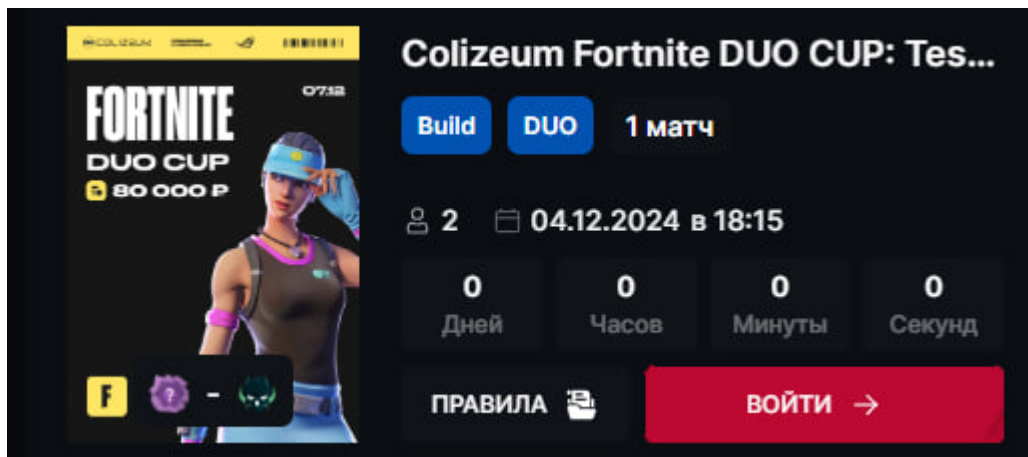 COLIZEUM
FORTNITE
07.12
DUO CUP
80 000 ₽
F
?
-
Colizeum Fortnite DUO CUP: Tes...
Build DUO 1 матч
2 04.12.2024 в 18:15
0 0 0 0
Дней Часов Минуты Секунд
ПРАВИЛА ВОЙТИ →